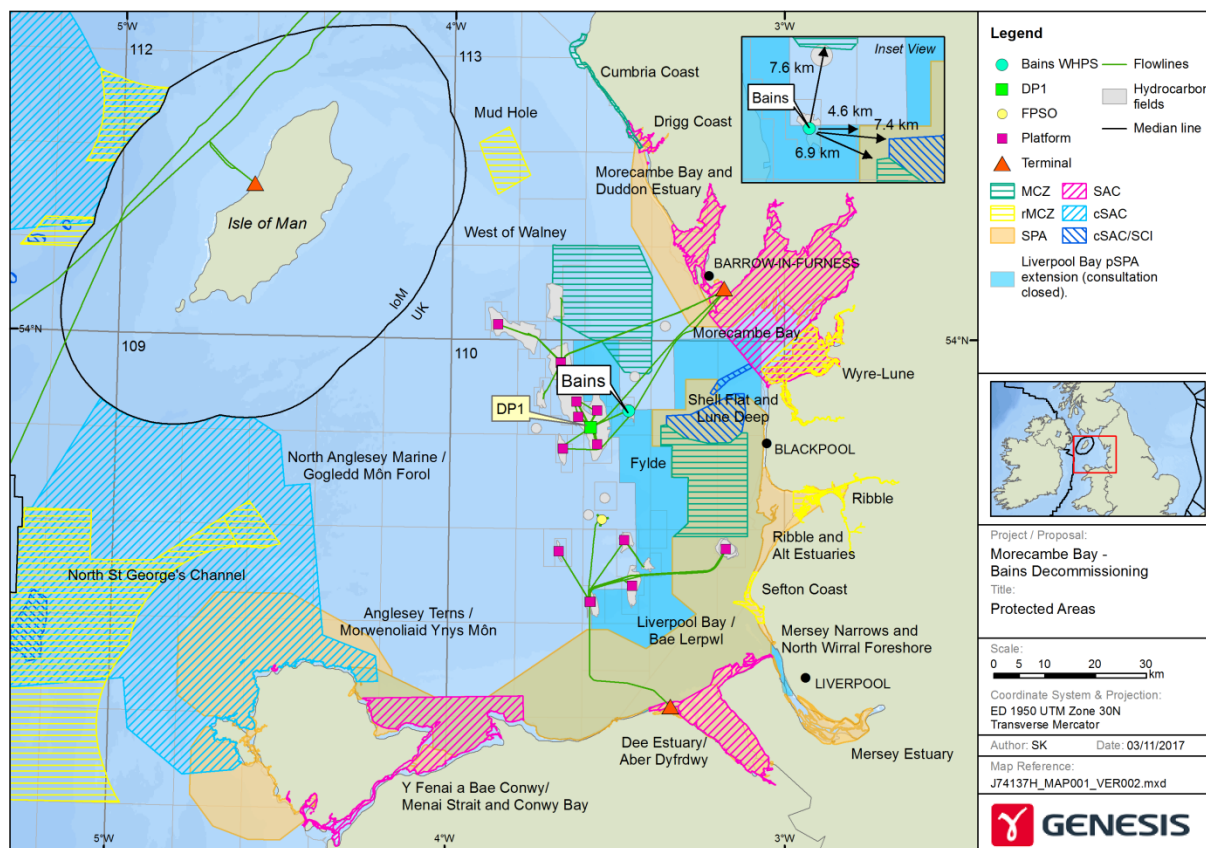 5°W
4°W
3°W
112
113
Cumbria Coast
Mud Hole
Drigg Coast
Morecambe Bay and
Duddon Estuary
Isle of Man
West of Walney
BARROW-IN-FURNESS
IoM
UK
54°N
54°N
109
110
Morecambe Bay
Wyre-Lune
Bains
DP1
Shell Flat and
Lune Deep
BLACKPOOL
North Anglesey Marine /
Gogledd Môn Forol
Fylde
Ribble
Ribble and
Alt Estuaries
North St George's Channel
Sefton Coast
Anglesey Terns /
Morwenoliaid Ynys Môn
Liverpool Bay /
Bae Lerpwl
Mersey Narrows and
North Wirral Foreshore
LIVERPOOL
Dee Estuary/
Aber Dyfrdwy
Mersey Estuary
Y Fenai a Bae Conwy/
Menai Strait and Conwy Bay
5°W
4°W
3°W
Inset View
7.6 km
Bains
4.6 km
7.4 km
6.9 km
Legend
Bains WHPS
Flowlines
DP1
Hydrocarbon
fields
FPSO
Platform
Median line
Terminal
MCZ
SAC
rMCZ
cSAC
SPA
cSAC/SCI
Liverpool Bay pSPA
extension (consultation
closed).
Project / Proposal:
Morecambe Bay -
Bains Decommissioning
Title:
Protected Areas
Scale:
0 5 10 20 30
km
Coordinate System & Projection:
ED 1950 UTM Zone 30N
Transverse Mercator
Author: SK Date: 03/11/2017
Map Reference:
J74137H_MAP001_VER002.mxd
GENESIS